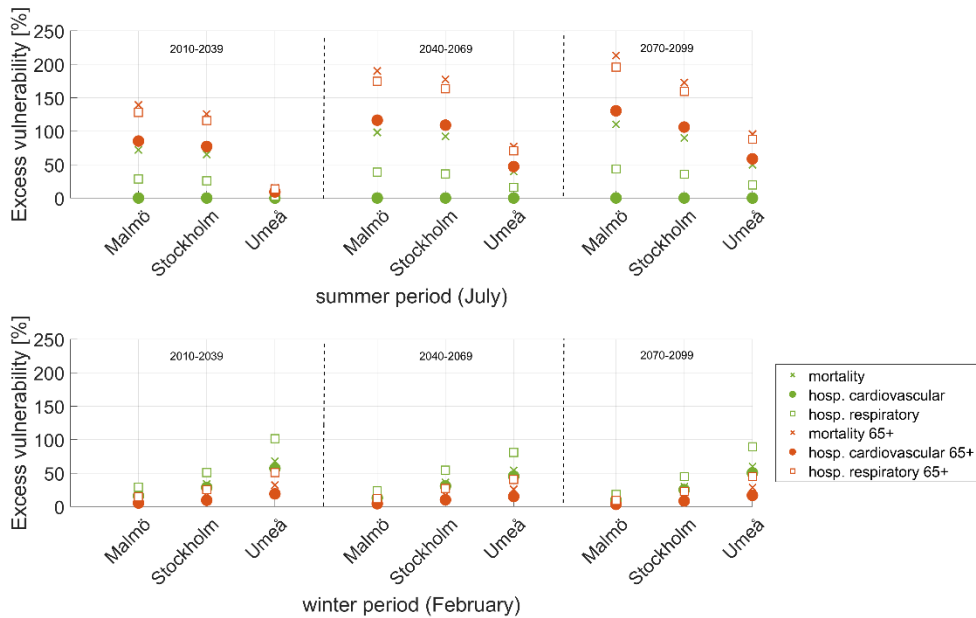 Excess vulnerability [%]
250
200
150
100
50
0
2010-2039
2040-2069
2070-2099
Malmö
Stockholm
Umeå
Malmö
Stockholm
Umeå
Malmö
Stockholm
Umeå
summer period (July)
Excess vulnerability [%]
250
200
150
100
50
0
2010-2039
2040-2069
2070-2099
Malmö
Stockholm
Umeå
Malmö
Stockholm
Umeå
Malmö
Stockholm
Umeå
winter period (February)
mortality
hosp. cardiovascular
hosp. respiratory
mortality 65+
hosp. cardiovascular 65+
hosp. respiratory 65+